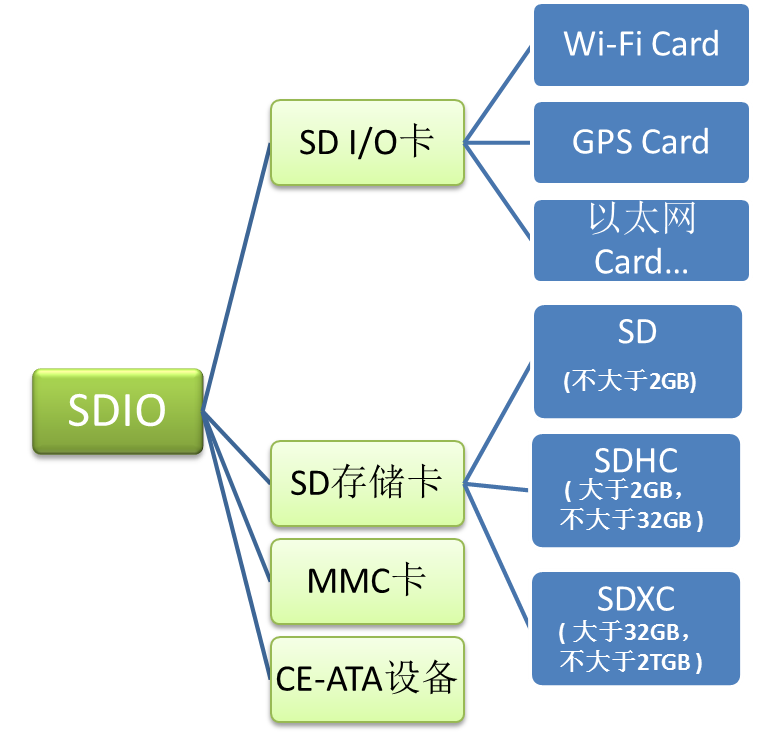 SDIO
SD I/O卡
Wi-Fi Card
GPS Card
以太网
Card...
SD存储卡
SD
(不大于2GB)
SDHC
( 大于2GB，
不大于32GB )
SDXC
( 大于32GB，
不大于2TGB )
MMC卡
CE-ATA设备